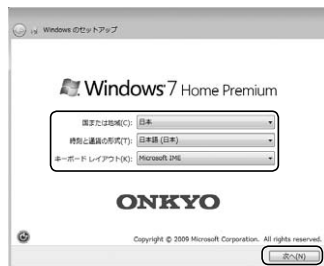 Windows のセットアップ
Windows 7 Home Premium
国または地域(C): 日本
時刻と通貨の形式(T): 日本語 (日本)
キーボード レイアウト(K): Microsoft IME
ONKYO
Copyright © 2009 Microsoft Corporation. All rights reserved.
次へ(N)